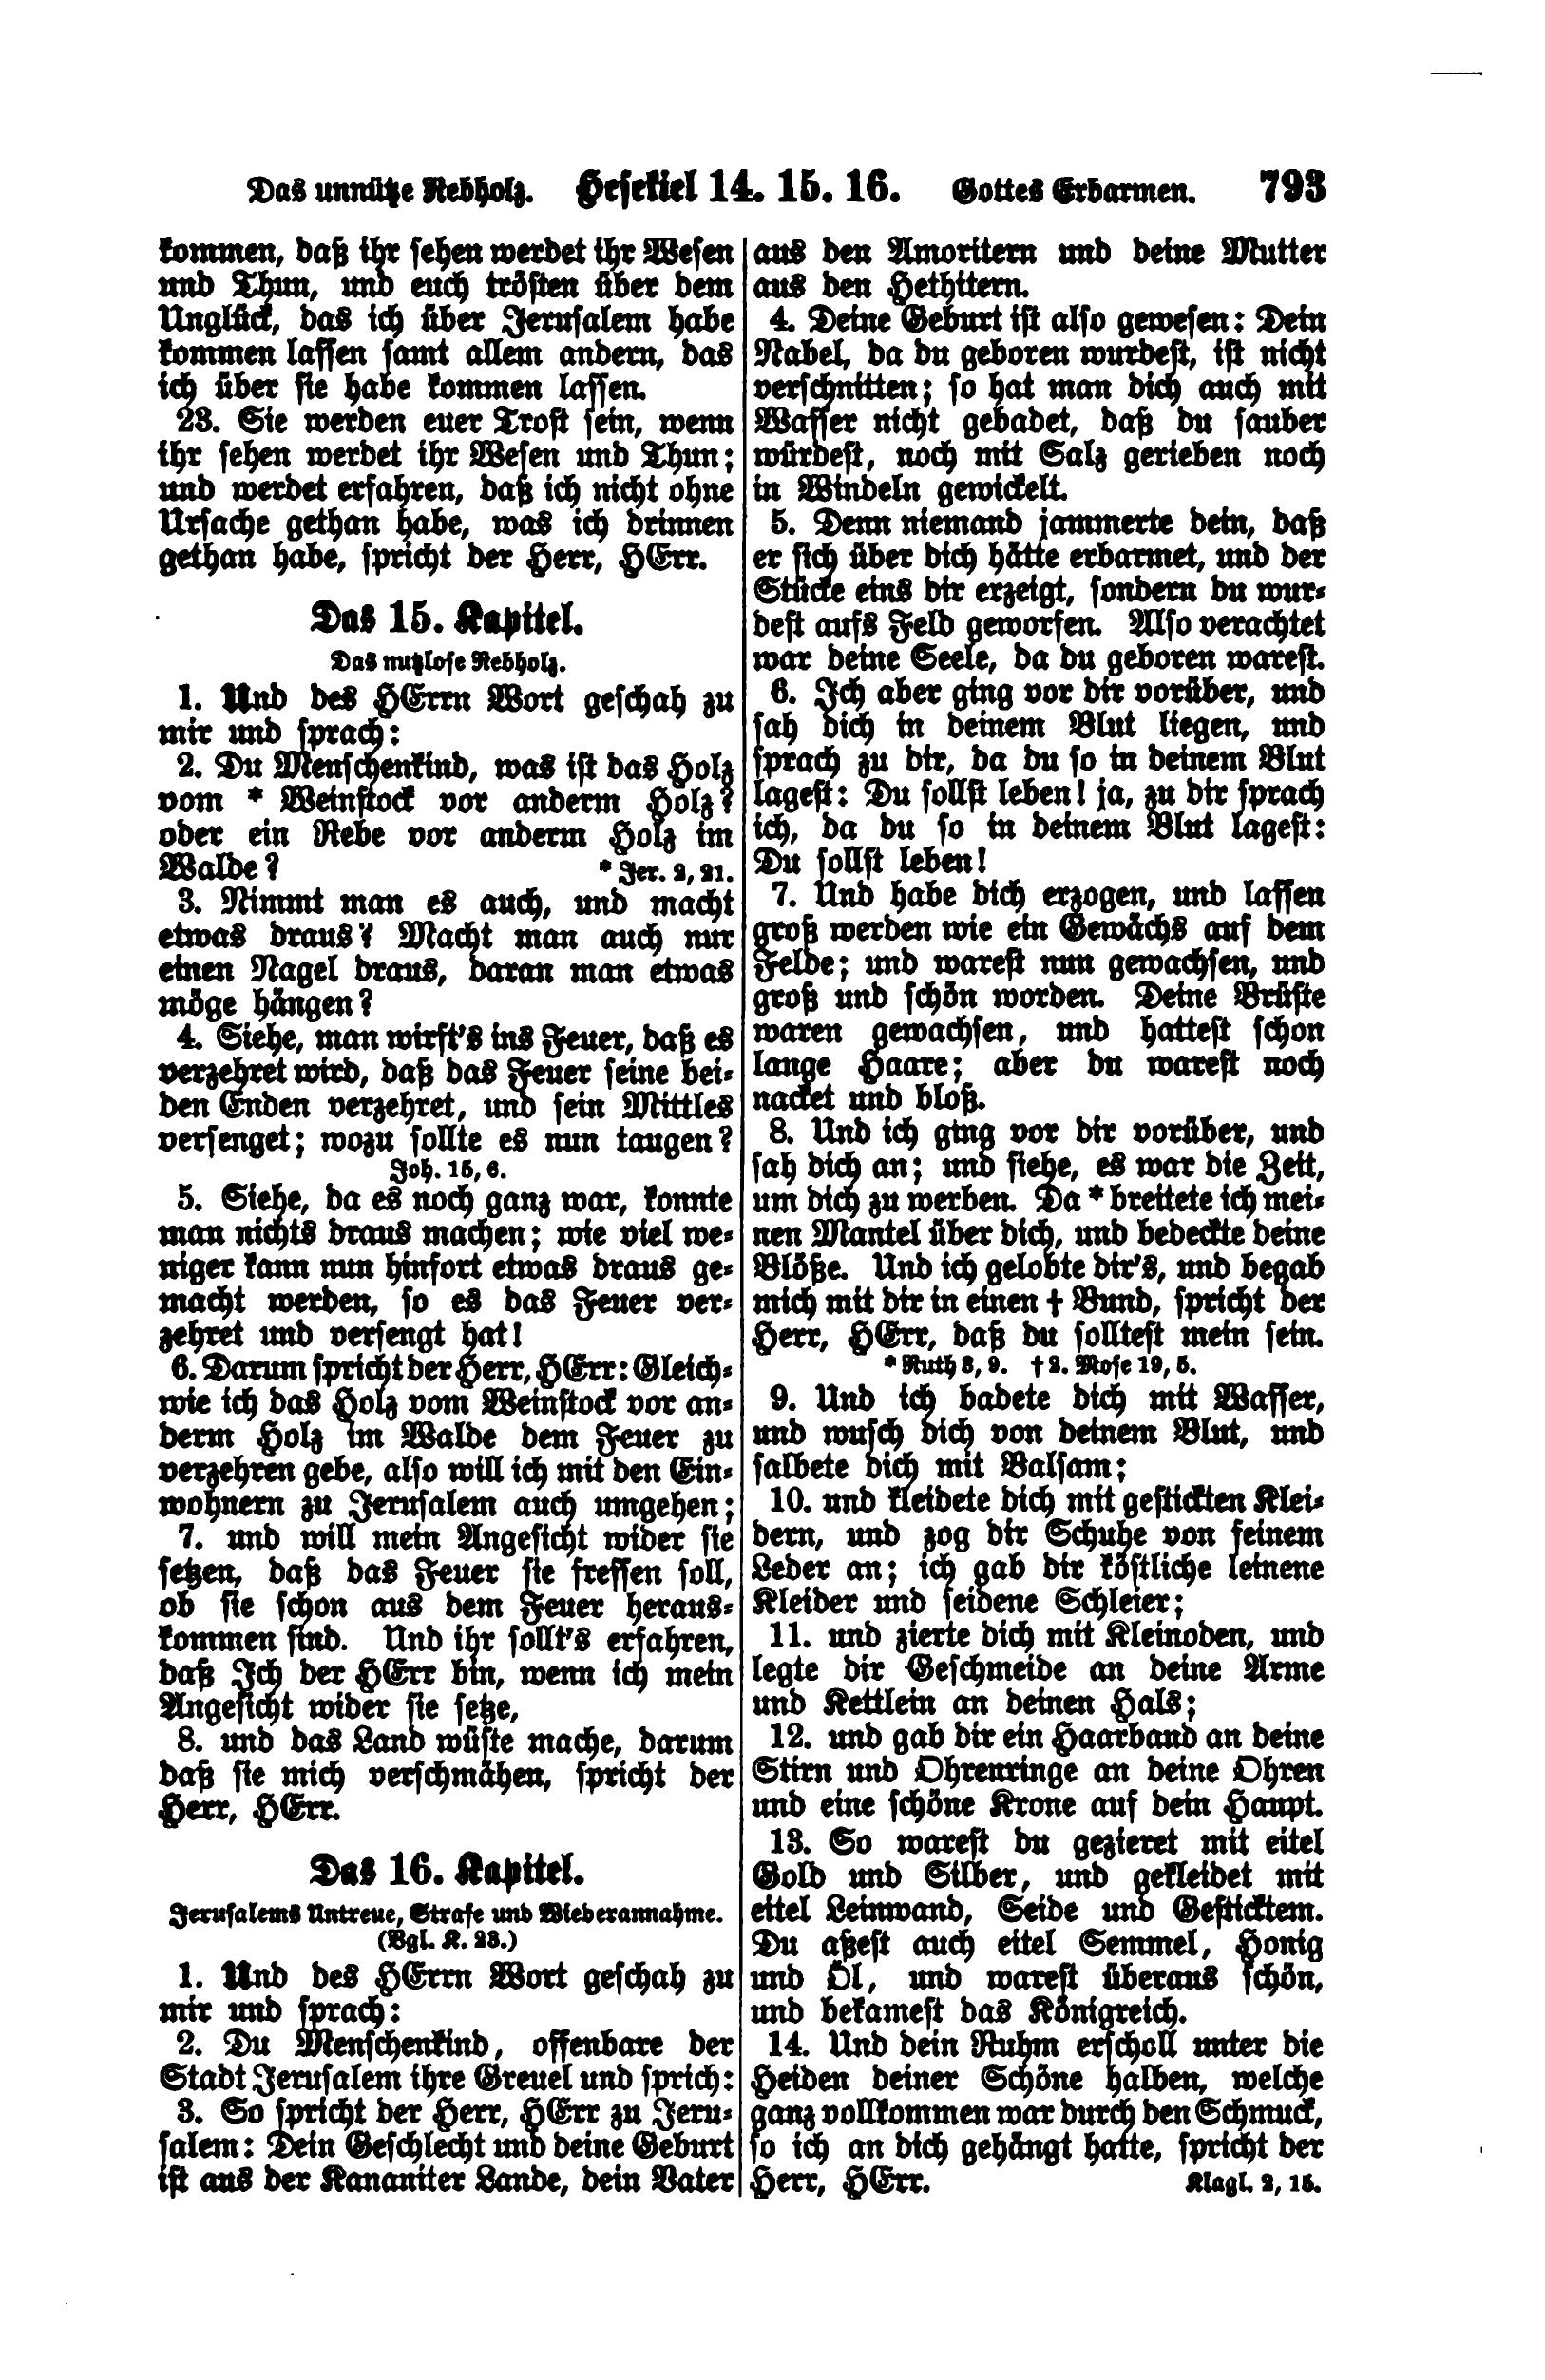 Das unnütze Rebholz. Hesekiel 14. 15. 16. Gottes Erbarmen. 793
kommen, daß ihr sehen werdet ihr Wesen
und Thun, und euch trösten über dem
Unglück, das ich über Jerusalem habe
kommen lassen samt allem andern, das
ich über sie habe kommen lassen.
23. Sie werden euer Trost sein, wenn
ihr sehen werdet ihr Wesen und Thun;
und werdet erfahren, daß ich nicht ohne
Ursache gethan habe, was ich drinnen
gethan habe, spricht der Herr, HErr.
Das 15. Kapitel.
Das nutzlose Rebholz.
1. Und des HErrn Wort geschah zu
mir und sprach:
2. Du Menschenkind, was ist das Holz
vom * Weinstock vor anderm Holz?
oder ein Rebe vor anderm Holz im
Walde? * Jer. 2, 21.
3. Nimmt man es auch, und macht
etwas draus? Macht man auch nur
einen Nagel draus, daran man etwas
möge hängen?
4. Siehe, man wirft's ins Feuer, daß es
verzehret wird, daß das Feuer seine bei-
den Enden verzehret, und sein Mittles
versenget; wozu sollte es nun taugen?
Joh. 15, 6.
5. Siehe, da es noch ganz war, konnte
man nichts draus machen; wie viel we-
niger kann nun hinfort etwas draus ge-
macht werden, so es das Feuer ver-
zehret und versengt hat!
6. Darum spricht der Herr, HErr: Gleich-
wie ich das Holz vom Weinstock vor an-
derm Holz im Walde dem Feuer zu
verzehren gebe, also will ich mit den Ein-
wohnern zu Jerusalem auch umgehen;
7. und will mein Angesicht wider sie
setzen, daß das Feuer sie fressen soll,
ob sie schon aus dem Feuer heraus-
kommen sind. Und ihr sollt's erfahren,
daß Ich der HErr bin, wenn ich mein
Angesicht wider sie setze,
8. und das Land wüste mache, darum
daß sie mich verschmähen, spricht der
Herr, HErr.
Das 16. Kapitel.
Jerusalems Untreue, Strafe und Wiederannahme.
(Vgl. K. 23.)
1. Und des HErrn Wort geschah zu
mir und sprach:
2. Du Menschenkind, offenbare der
Stadt Jerusalem ihre Greuel und sprich:
3. So spricht der Herr, HErr zu Jeru-
salem: Dein Geschlecht und deine Geburt
ist aus der Kananiter Lande, dein Vater
aus den Amoritern und deine Mutter
aus den Hethitern.
4. Deine Geburt ist also gewesen: Dein
Nabel, da du geboren wurdest, ist nicht
verschnitten; so hat man dich auch mit
Wasser nicht gebadet, daß du sauber
würdest, noch mit Salz gerieben noch
in Windeln gewickelt.
5. Denn niemand jammerte dein, daß
er sich über dich hätte erbarmet, und der
Stücke eins dir erzeigt, sondern du wur-
dest aufs Feld geworfen. Also verachtet
war deine Seele, da du geboren warest.
6. Ich aber ging vor dir vorüber, und
sah dich in deinem Blut liegen, und
sprach zu dir, da du so in deinem Blut
lagest: Du sollst leben! ja, zu dir sprach
ich, da du so in deinem Blut lagest:
Du sollst leben!
7. Und habe dich erzogen, und lassen
groß werden wie ein Gewächs auf dem
Felde; und warest nun gewachsen, und
groß und schön worden. Deine Brüste
waren gewachsen, und hattest schon
lange Haare; aber du warest noch
nacket und bloß.
8. Und ich ging vor dir vorüber, und
sah dich an; und siehe, es war die Zeit,
um dich zu werben. Da * breitete ich mei-
nen Mantel über dich, und bedeckte deine
Blöße. Und ich gelobte dir's, und begab
mich mit dir in einen † Bund, spricht der
Herr, HErr, daß du solltest mein sein.
* Ruth 3, 9. † 2. Mose 19, 5.
9. Und ich badete dich mit Wasser,
und wusch dich von deinem Blut, und
salbete dich mit Balsam;
10. und kleidete dich mit gestickten Klei-
dern, und zog dir Schuhe von feinem
Leder an; ich gab dir köstliche leinene
Kleider und seidene Schleier;
11. und zierte dich mit Kleinoden, und
legte dir Geschmeide an deine Arme
und Kettlein an deinen Hals;
12. und gab dir ein Haarband an deine
Stirn und Ohrenringe an deine Ohren
und eine schöne Krone auf dein Haupt.
13. So warest du gezieret mit eitel
Gold und Silber, und gekleidet mit
eitel Leinwand, Seide und Gesticktem.
Du aßest auch eitel Semmel, Honig
und Öl, und warest überaus schön,
und bekamest das Königreich.
14. Und dein Ruhm erscholl unter die
Heiden deiner Schöne halben, welche
ganz vollkommen war durch den Schmuck,
so ich an dich gehängt hatte, spricht der
Herr, HErr. Klagl. 2, 15.